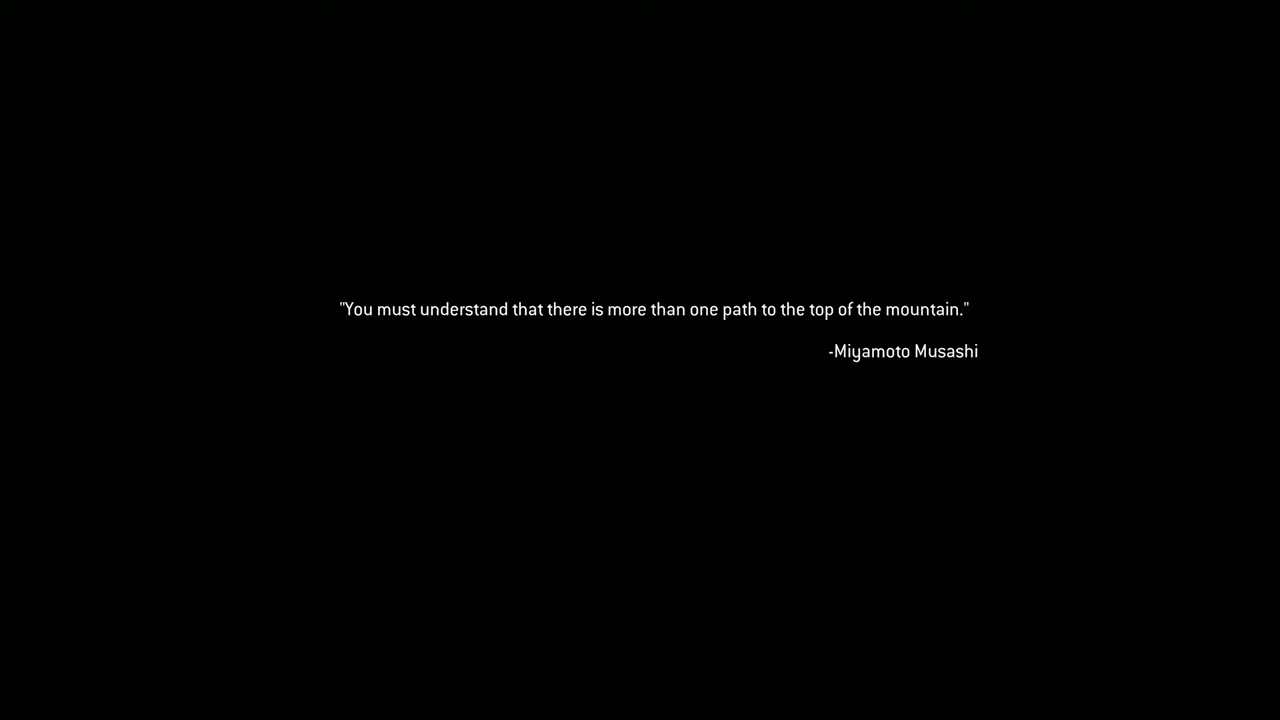 "You must understand that there is more than one path to the top of the mountain."
-Miyamoto Musashi